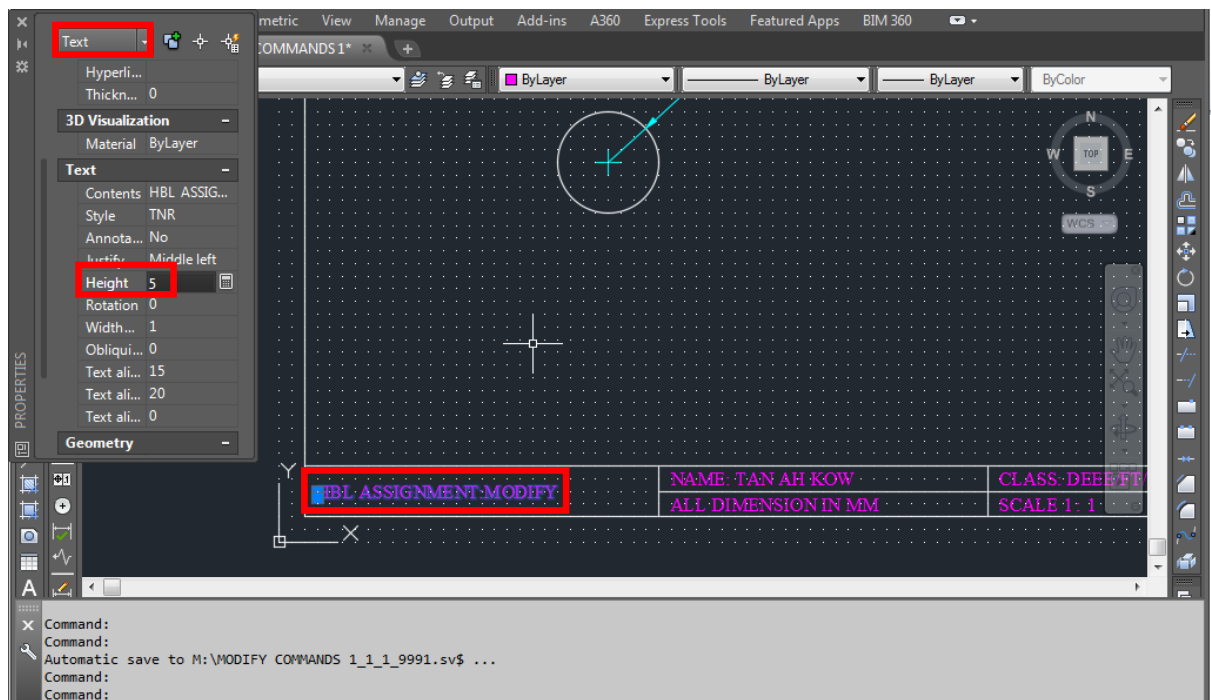 metric View Manage Output Add-ins A360 Express Tools Featured Apps BIM 360
COMMANDS 1*
Text
ByLayer ByLayer ByLayer ByColor
Hyperli...
Thickn... 0
3D Visualization
Material ByLayer
Text
Contents HBL ASSIG...
Style TNR
Annota... No
Justify Middle left
Height 5
Rotation 0
Width... 1
Obliqui... 0
Text ali... 15
Text ali... 20
Text ali... 0
Geometry
PROPERTIES
N
W TOP E
S
WCS
Y
X
HBL ASSIGNMENT:MODIFY
NAME: TAN AH KOW
CLASS: DEEE/FT/
ALL DIMENSION IN MM
SCALE 1: 1
A
Command:
Command:
Automatic save to M:\MODIFY COMMANDS 1_1_1_9991.sv$ ...
Command:
Command: